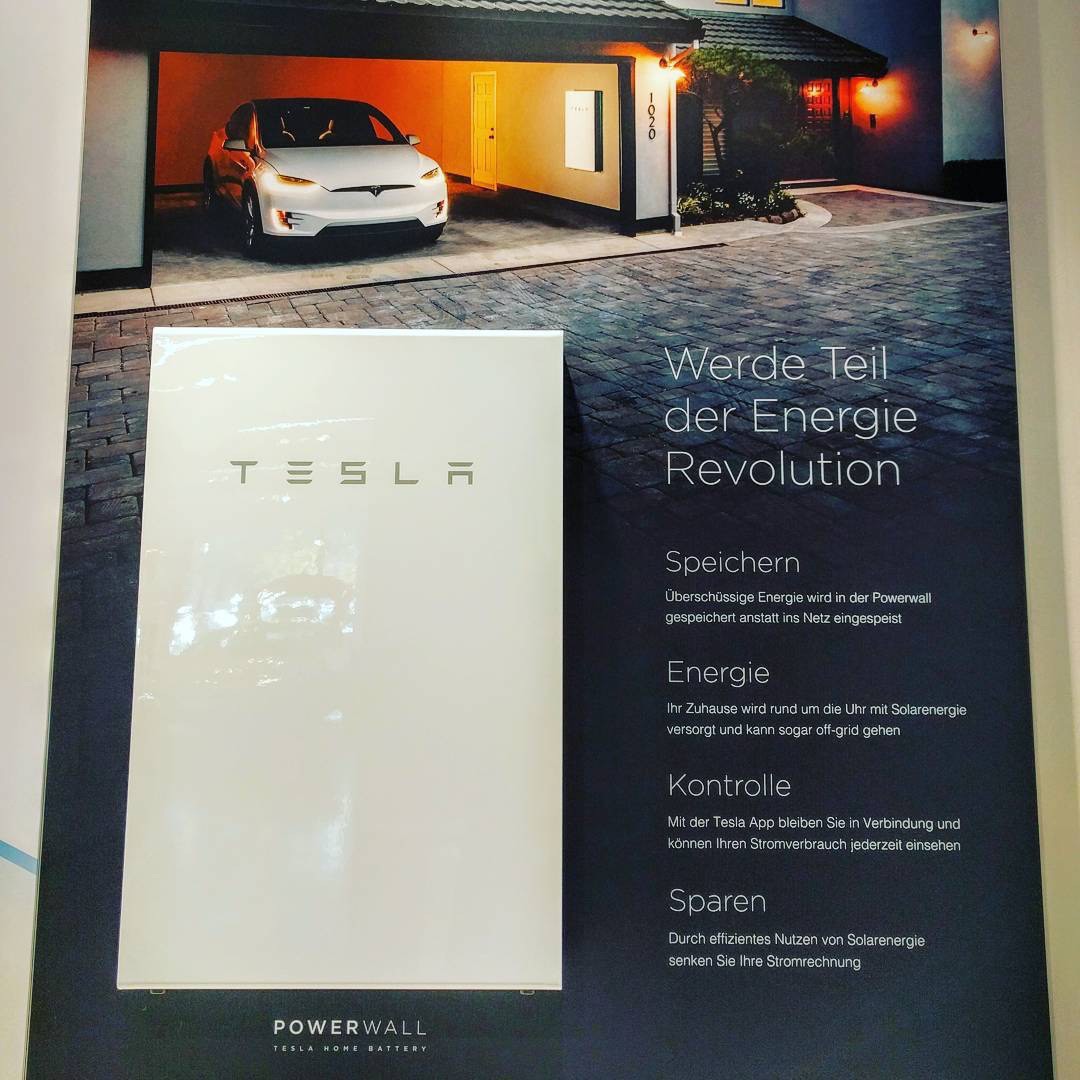 TESLA
1020
TESLA
Werde Teil
der Energie
Revolution
Speichern
Überschüssige Energie wird in der Powerwall
gespeichert anstatt ins Netz eingespeist
Energie
Ihr Zuhause wird rund um die Uhr mit Solarenergie
versorgt und kann sogar off-grid gehen
Kontrolle
Mit der Tesla App bleiben Sie in Verbindung und
können Ihren Stromverbrauch jederzeit einsehen
Sparen
Durch effizientes Nutzen von Solarenergie
senken Sie Ihre Stromrechnung
POWERWALL
TESLA HOME BATTERY